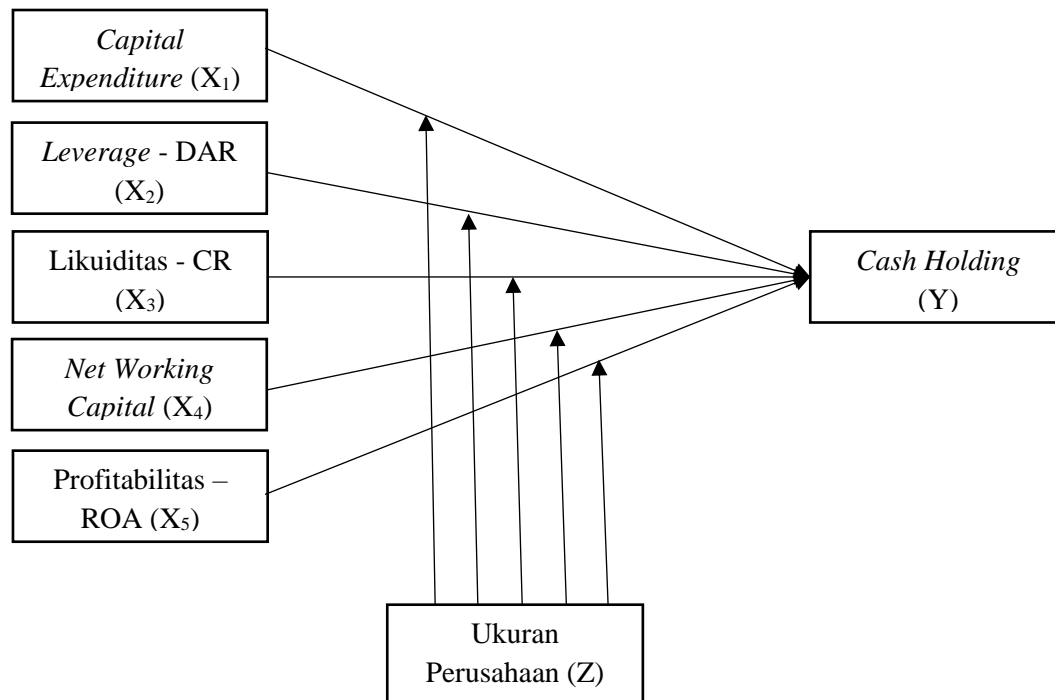 Capital
Expenditure (X₁)
Leverage - DAR
(X₂)
Likuiditas - CR
(X₃)
Net Working
Capital (X₄)
Profitabilitas –
ROA (X₅)
Cash Holding
(Y)
Ukuran
Perusahaan (Z)